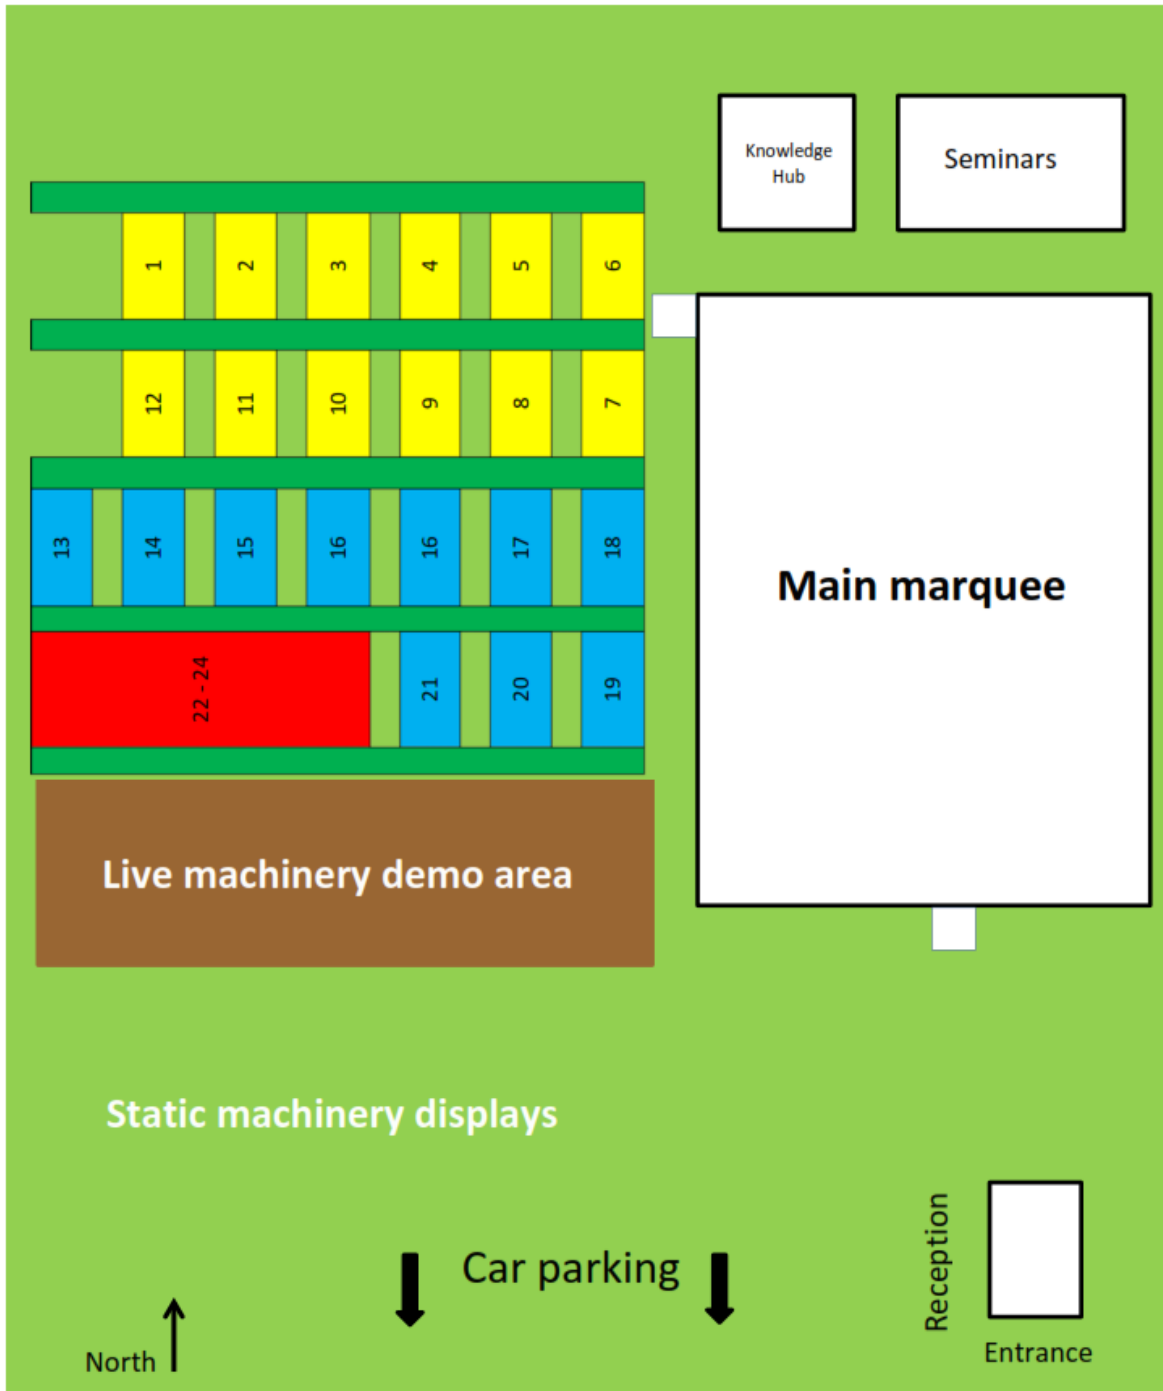 Knowledge
Hub
Seminars
1
2
3
4
5
6
12
11
10
9
8
7
13
14
15
16
16
17
18
22 - 24
21
20
19
Main marquee
Live machinery demo area
Static machinery displays
Car parking
Reception
Entrance
North